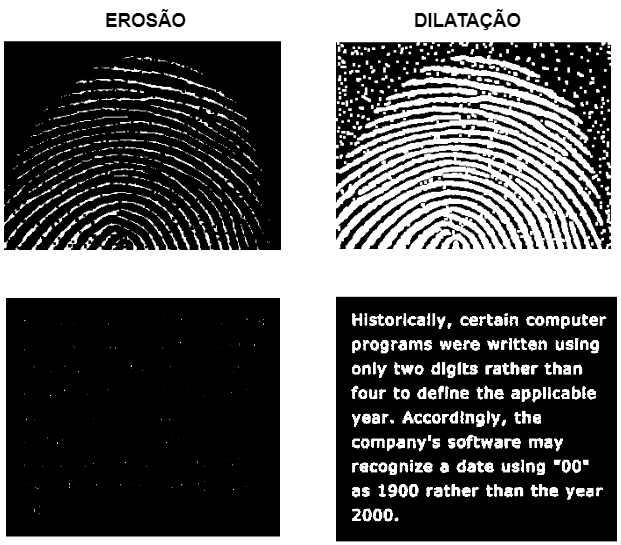 EROSÃO
DILATAÇÃO
Historically, certain computer
programs were written using
only two digits rather than
four to define the applicable
year. Accordingly, the
company's software may
recognize a date using "00"
as 1900 rather than the year
2000.